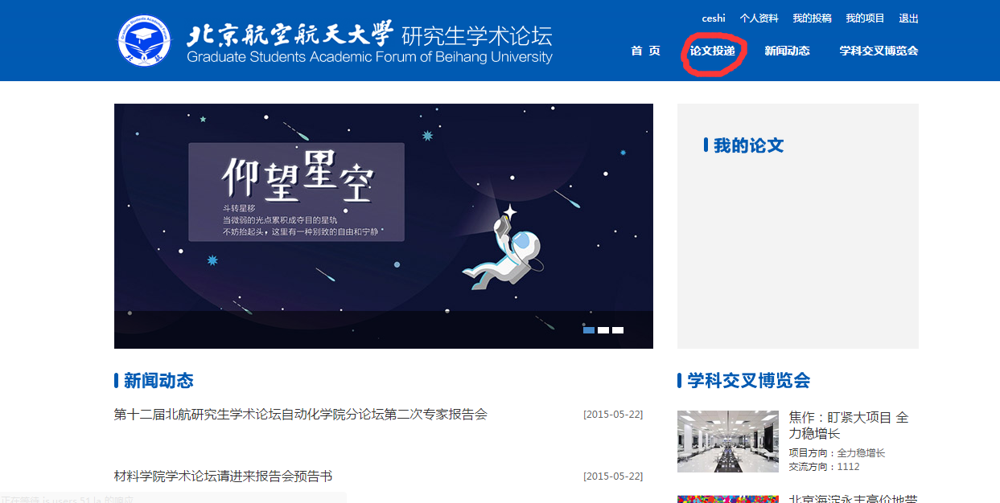 ceshi 个人资料 我的投稿 我的项目 退出
北京航空航天大學 研究生学术论坛
Graduate Students Academic Forum of Beihang University
首 页 论文投递 新闻动态 学科交叉博览会
仰望星空
斗转星移
当微弱的光点累积成夺目的星轨
不妨抬起头，这里有一种别致的自由和宁静
我的论文
新闻动态
第十二届北航研究生学术论坛自动化学院分论坛第二次专家报告会 [2015-05-22]
材料学院学术论坛请进来报告会预告书 [2015-05-22]
学科交叉博览会
焦作：盯紧大项目 全
力稳增长
项目方向：全力稳增长
交流方向：1112
北京海淀永丰高价地带
正在等待 js.users.51.la 的响应